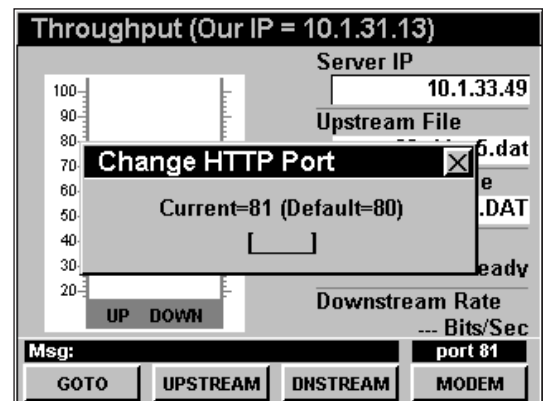 Throughput (Our IP = 10.1.31.13)
Server IP
10.1.33.49
Upstream File
5.dat
100
90
80
70
60
50
40
30
20
UP DOWN
Change HTTP Port
Current=81 (Default=80)
[ ]
e
.DAT
eady
Downstream Rate
--- Bits/Sec
Msg:
port 81
GOTO UPSTREAM DNSTREAM MODEM